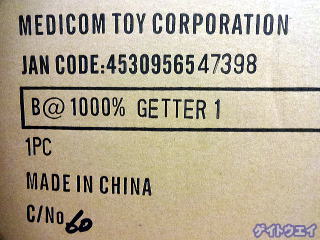 MEDICOM TOY CORPORATION
JAN CODE:4530956547398
B@ 1000% GETTER 1
1PC
MADE IN CHINA
C/No 60
ゲイトウエイ